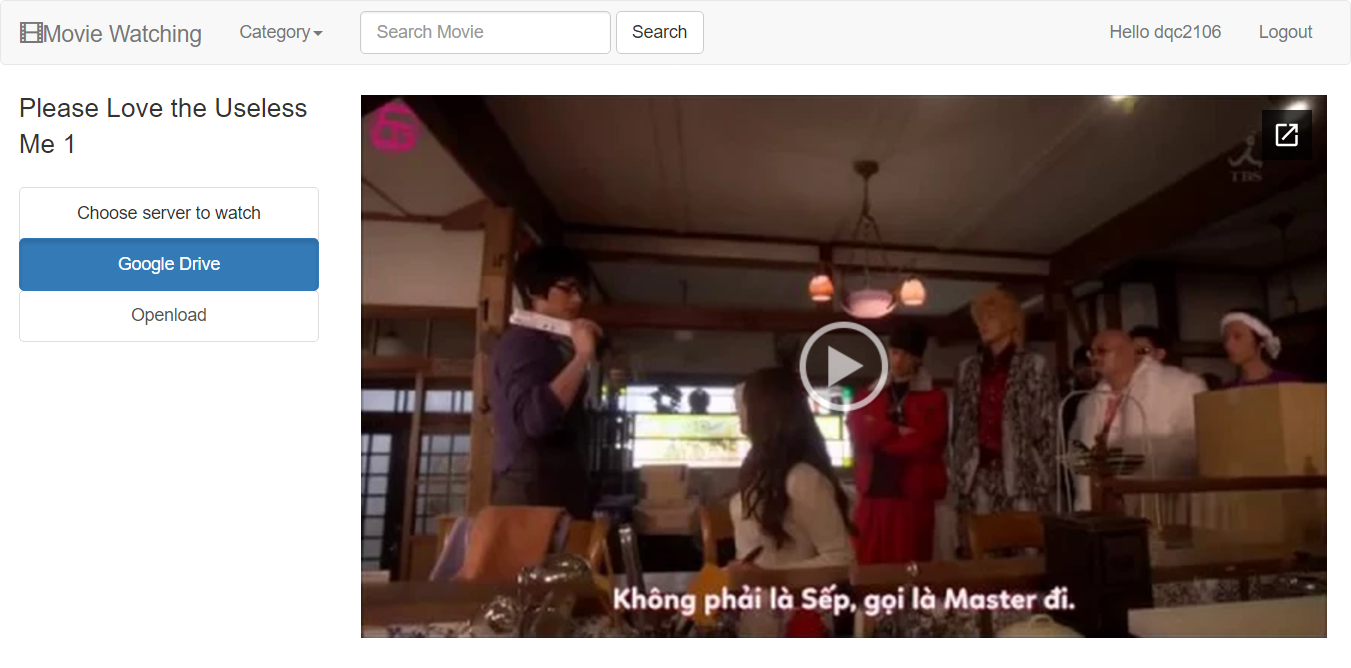 Movie Watching
Category
Search Movie
Search
Hello dqc2106
Logout
Please Love the Useless
Me 1
Choose server to watch
Google Drive
Openload
TBS
Không phải là Sếp, gọi là Master đi.